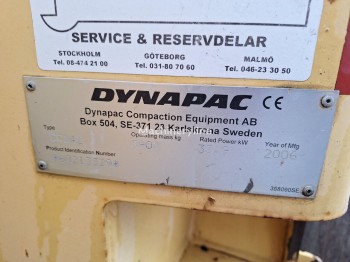 SERVICE & RESERVDELAR
STOCKHOLM GÖTEBORG MALMÖ
Tel. 08-474 21 00 Tel. 031-80 70 60 Tel. 046-23 30 50
DYNAPAC CE
Dynapac Compaction Equipment AB
Box 504, SE-371 23 Karlskrona Sweden
Type Operating mass kg Rated Power kW Year of Mfg
2006
Product Identification Number